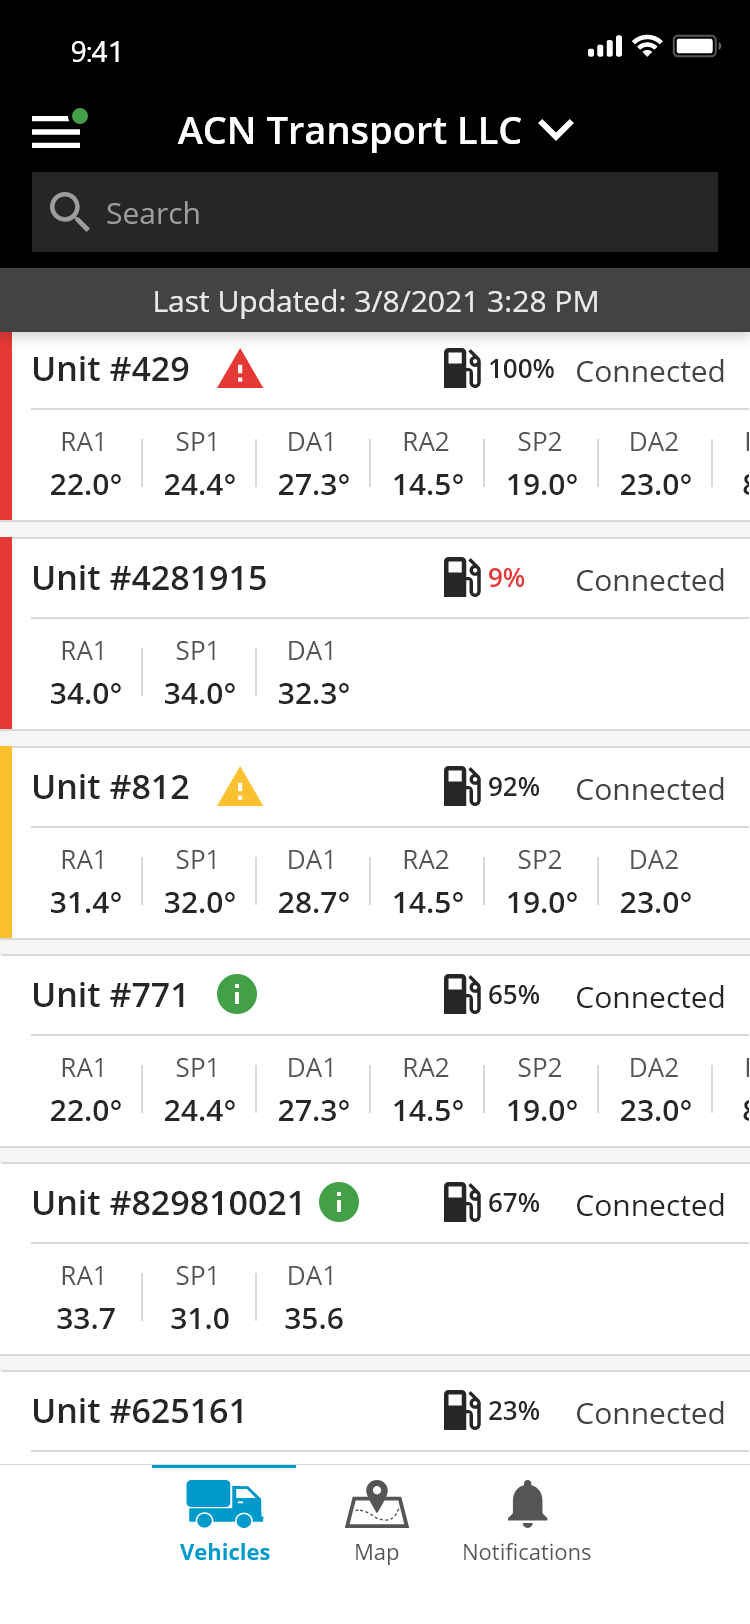 9:41
ACN Transport LLC
Search
Last Updated: 3/8/2021 3:28 PM
Unit #429 100% Connected
RA1 SP1 DA1 RA2 SP2 DA2
22.0° 24.4° 27.3° 14.5° 19.0° 23.0°
Unit #4281915 9% Connected
RA1 SP1 DA1
34.0° 34.0° 32.3°
Unit #812 92% Connected
RA1 SP1 DA1 RA2 SP2 DA2
31.4° 32.0° 28.7° 14.5° 19.0° 23.0°
Unit #771 65% Connected
RA1 SP1 DA1 RA2 SP2 DA2
22.0° 24.4° 27.3° 14.5° 19.0° 23.0°
Unit #829810021 67% Connected
RA1 SP1 DA1
33.7 31.0 35.6
Unit #625161 23% Connected
Vehicles Map Notifications